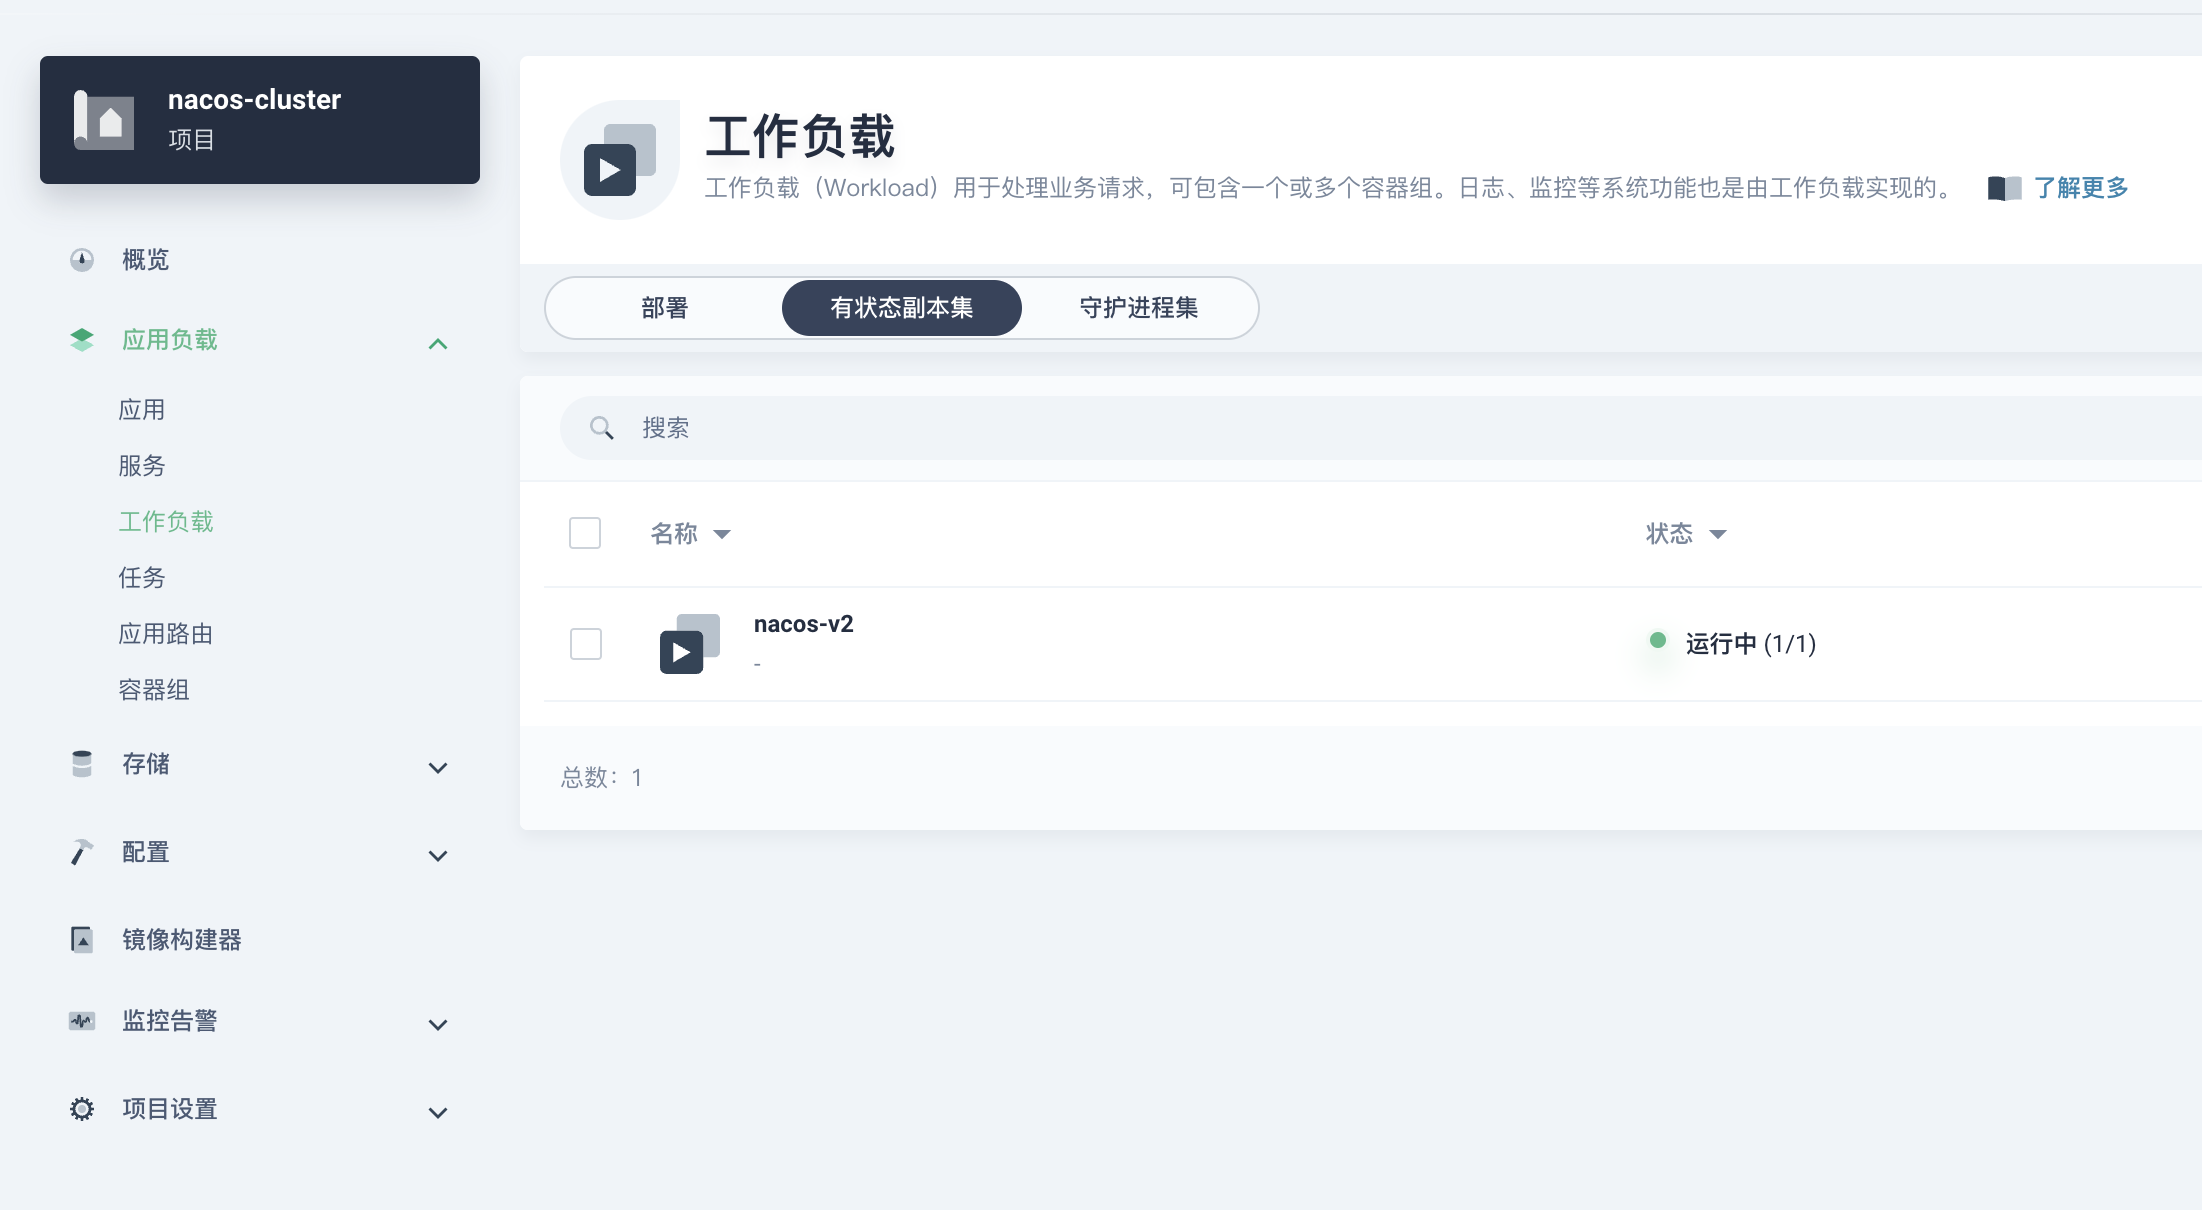 nacos-cluster
项目
概览
应用负载
应用
服务
工作负载
任务
应用路由
容器组
存储
配置
镜像构建器
监控告警
项目设置
工作负载
工作负载（Workload）用于处理业务请求，可包含一个或多个容器组。日志、监控等系统功能也是由工作负载实现的。 了解更多
部署 有状态副本集 守护进程集
搜索
名称 状态
nacos-v2
-
运行中 (1/1)
总数：1